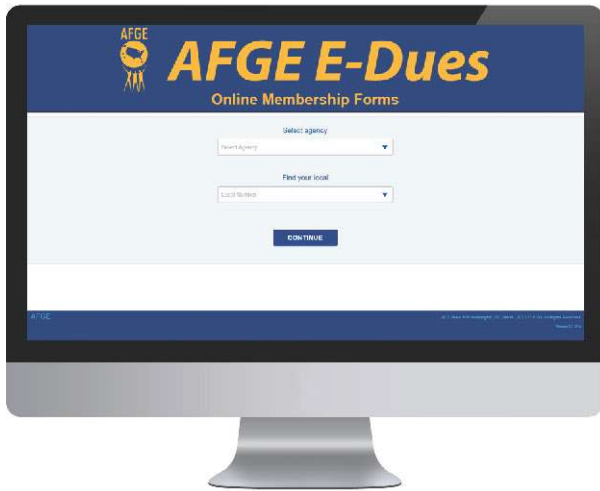 AFGE
AFGE E-Dues
Online Membership Forms
Select agency
Select Agency
Find your local
Local Number
CONTINUE
AFGE